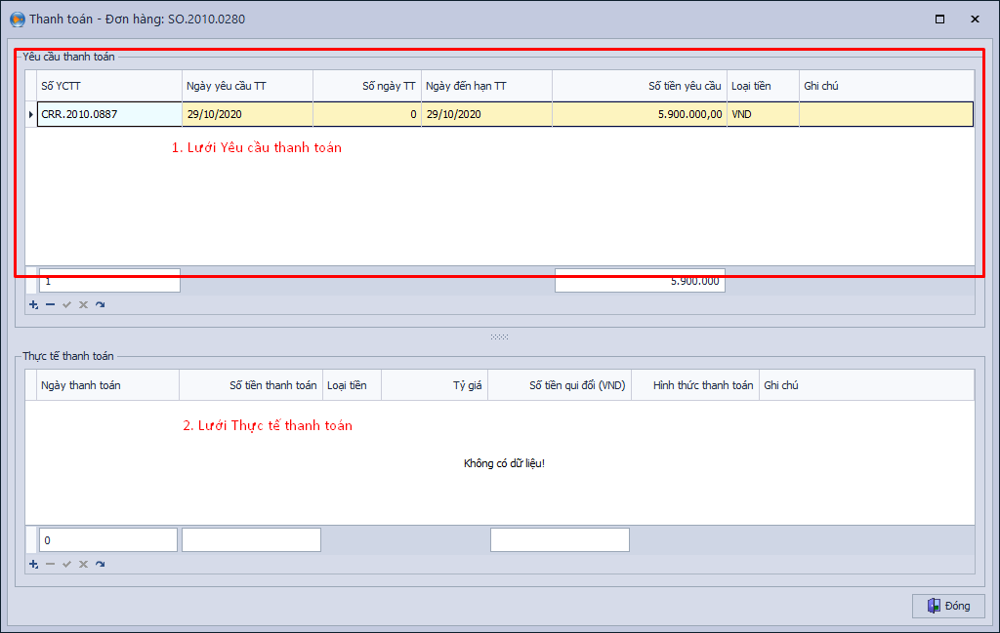 Thanh toán - Đơn hàng: SO.2010.0280
Yêu cầu thanh toán
Số YCTT Ngày yêu cầu TT Số ngày TT Ngày đến hạn TT Số tiền yêu cầu Loại tiền Ghi chú
CRR.2010.0887 29/10/2020 0 29/10/2020 5.900.000,00 VND
1. Lưới Yêu cầu thanh toán
1 5.900.000
Thực tế thanh toán
Ngày thanh toán Số tiền thanh toán Loại tiền Tỷ giá Số tiền qui đổi (VND) Hình thức thanh toán Ghi chú
2. Lưới Thực tế thanh toán
Không có dữ liệu!
0
Đóng